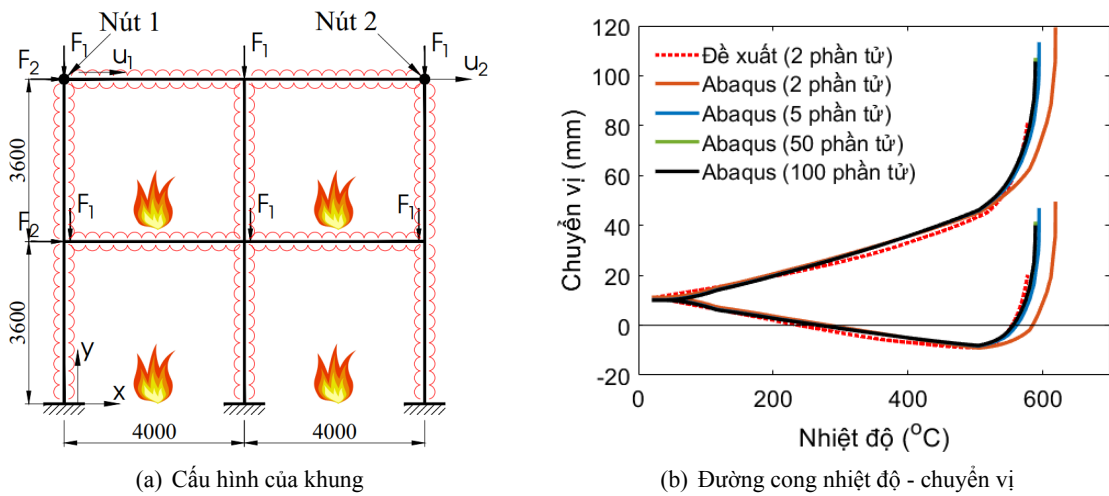 Nút 1
Nút 2
F₁
F₁
F₁
F₂
u₁
u₂
3600
F₁
F₁
F₁
F₂
3600
y
x
4000
4000
(a) Cấu hình của khung
120
100
80
60
40
20
0
-20
Chuyển vị (mm)
Đề xuất (2 phần tử)
Abaqus (2 phần tử)
Abaqus (5 phần tử)
Abaqus (50 phần tử)
Abaqus (100 phần tử)
0
200
400
600
Nhiệt độ (°C)
(b) Đường cong nhiệt độ - chuyển vị